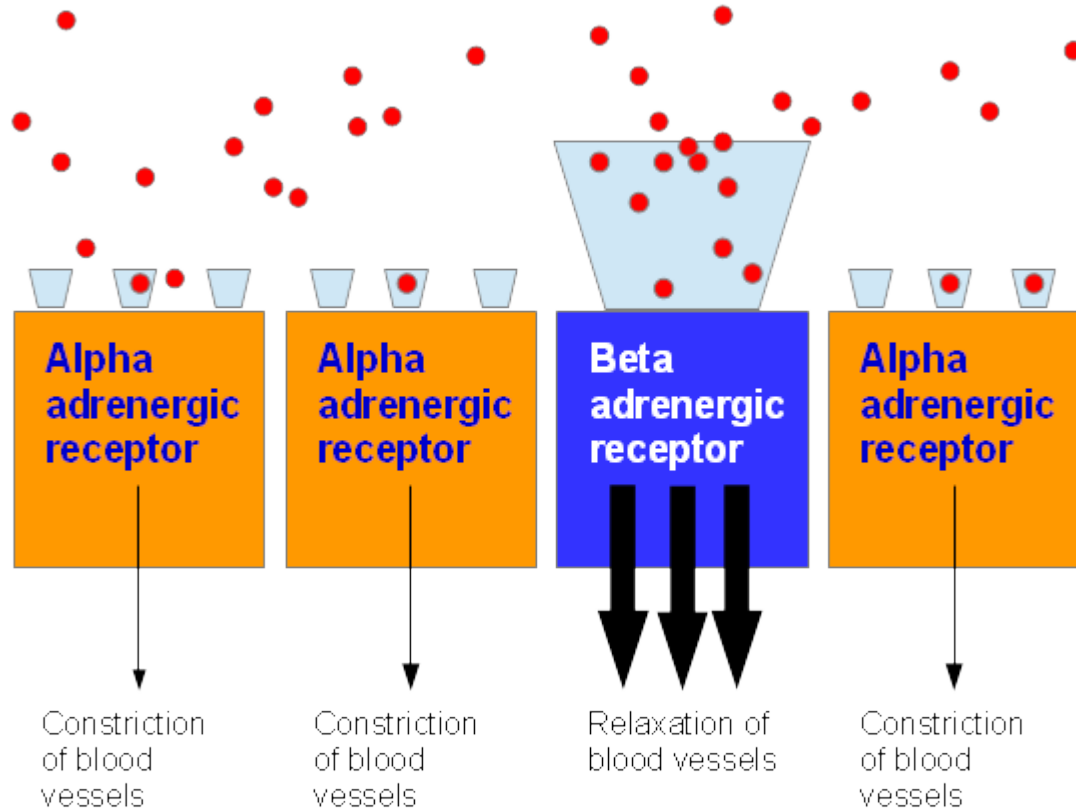 Alpha
adrenergic
receptor
Alpha
adrenergic
receptor
Beta
adrenergic
receptor
Alpha
adrenergic
receptor
Constriction
of blood
vessels
Constriction
of blood
vessels
Relaxation of
blood vessels
Constriction
of blood
vessels